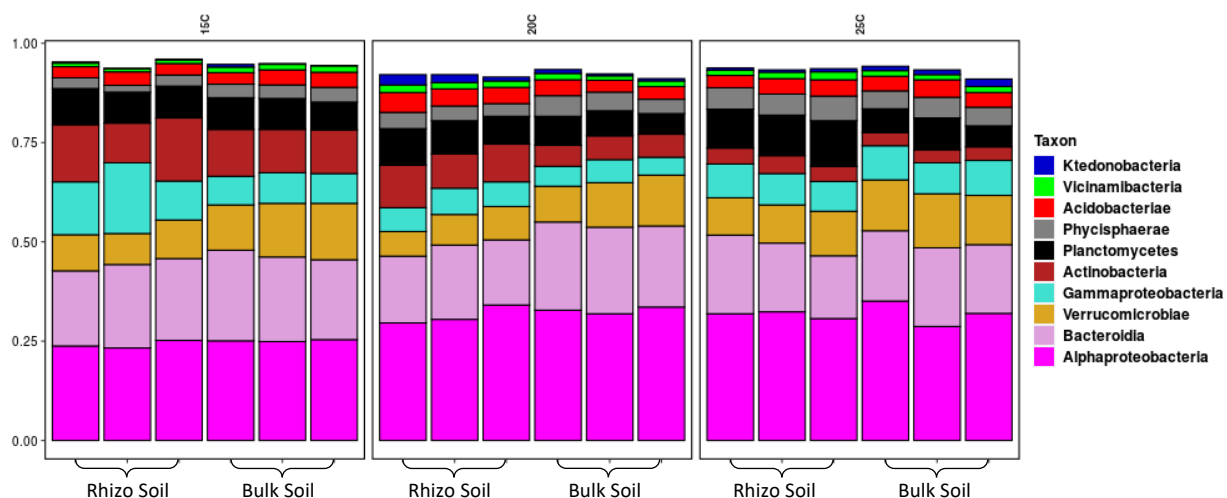 15C
20C
25C
1.00
0.75
0.50
0.25
0.00
Taxon
Ktedonobacteria
Vicinamibacteria
Acidobacteriae
Phycisphaerae
Planctomycetes
Actinobacteria
Gammaproteobacteria
Verrucomicrobiae
Bacteroidia
Alphaproteobacteria
Rhizo Soil
Bulk Soil
Rhizo Soil
Bulk Soil
Rhizo Soil
Bulk Soil